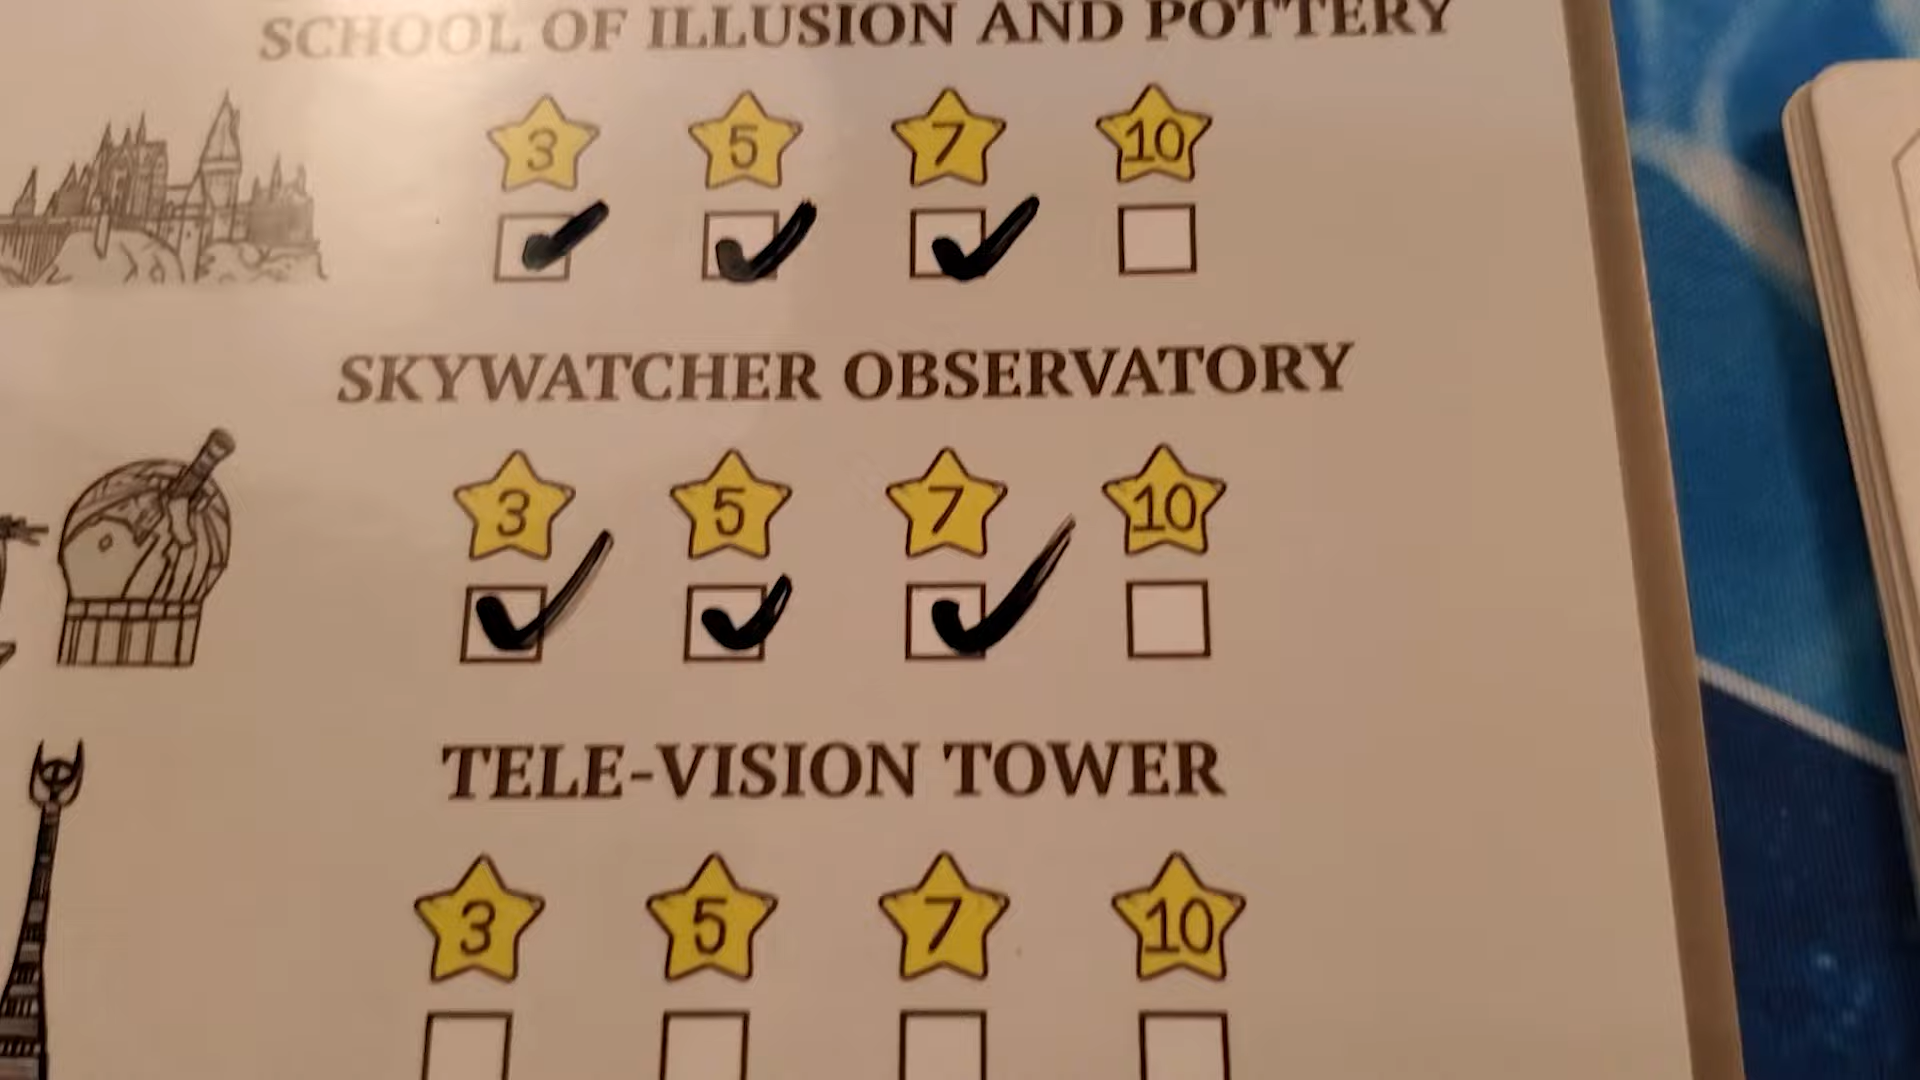 SCHOOL OF ILLUSION AND POTTERY
3 5 7 10
SKYWATCHER OBSERVATORY
3 5 7 10
TELE-VISION TOWER
3 5 7 10